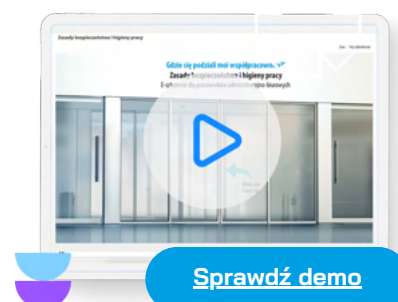 Zasady bezpieczeństwa i higieny pracy
Gdzie się podziali moi współpracown
Zasady bezpieczeństwa i higieny pracy
E-szkolenie dla pracowników administracyjno-biurowych
Sprawdź demo